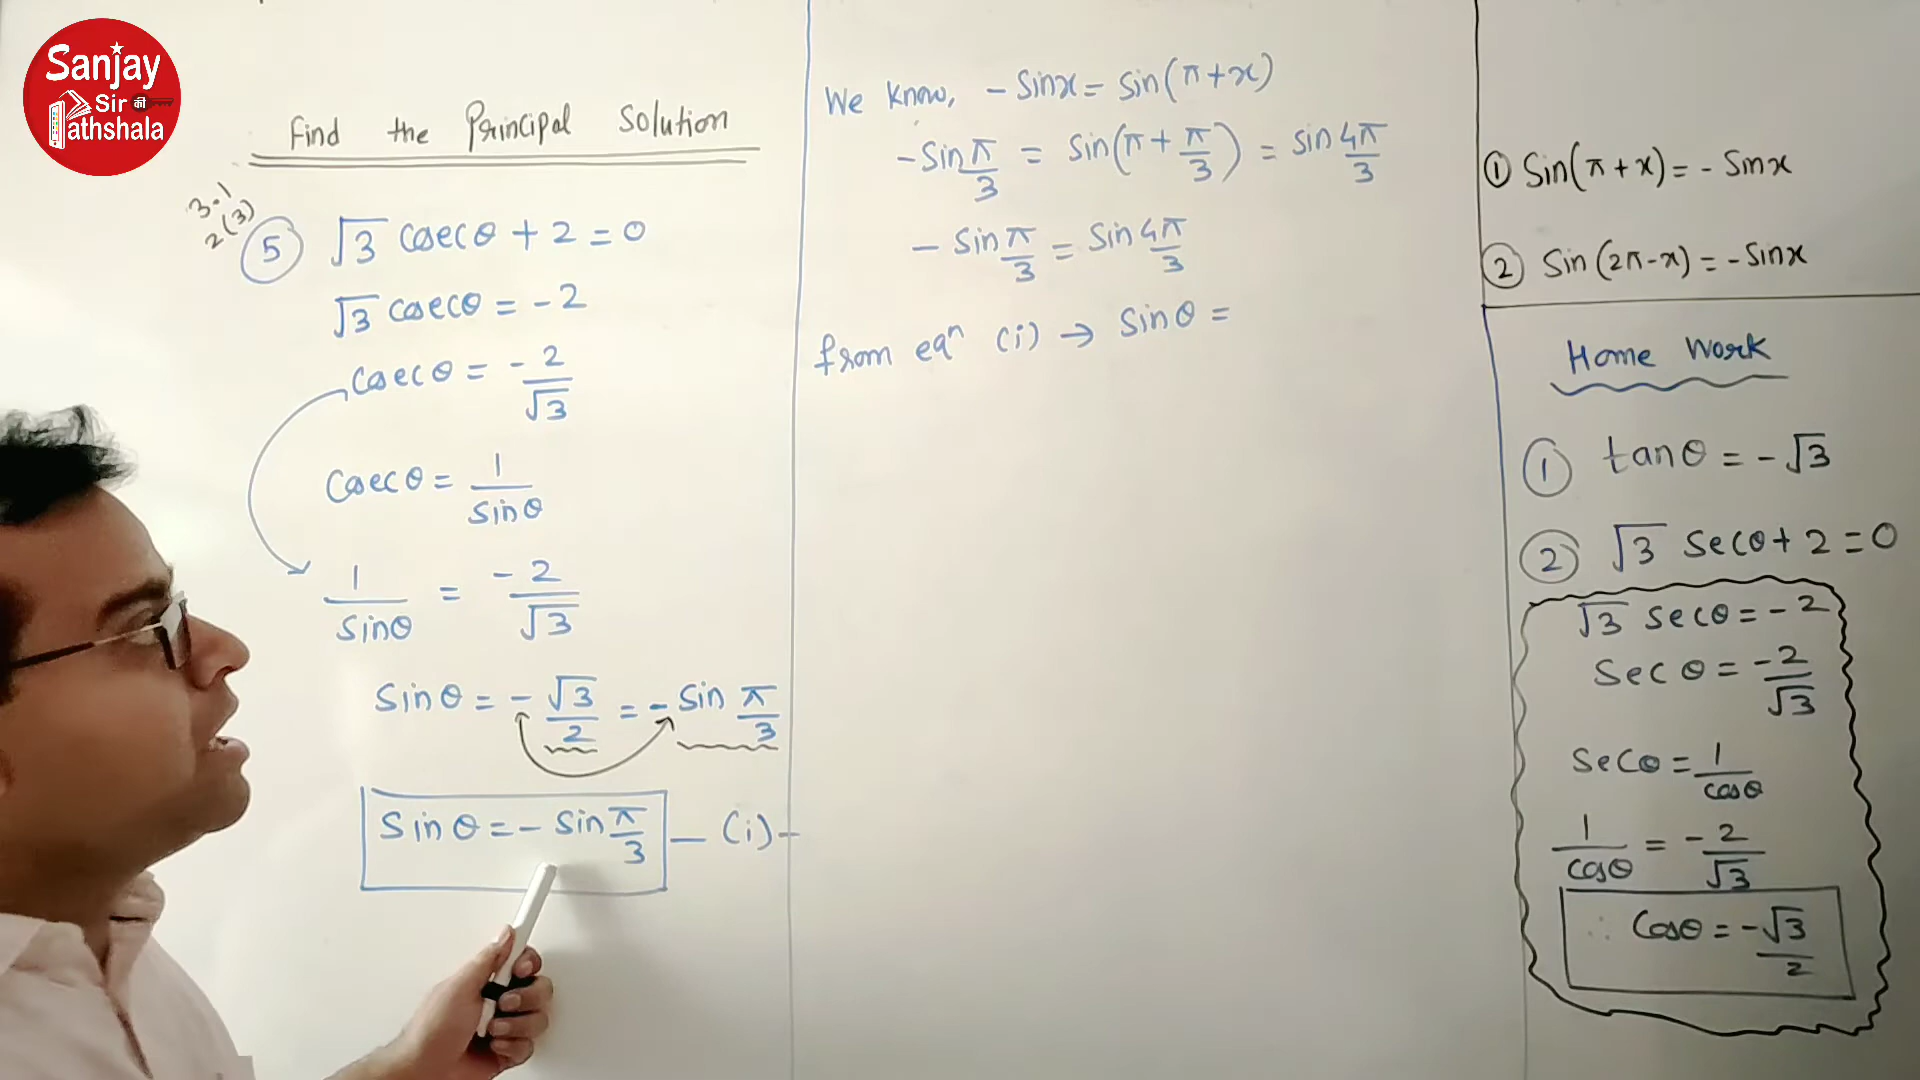 Sanjay
Sir की
Pathshala
Find the Principal Solution
3.1
2(3)
5 √3 cosecθ + 2 = 0
√3 cosecθ = -2
cosecθ = -2/√3
cosecθ = 1/sinθ
1/sinθ = -2/√3
sinθ = -√3/2 = -sin π/3
sinθ = -sin π/3 — (i) -
We know, -sinx = sin(π+x)
-sin π/3 = sin(π + π/3) = sin 4π/3
-sin π/3 = sin 4π/3
from eqⁿ (i) → sinθ =
① Sin(π+x) = -Sinx
② Sin(2π-x) = -Sinx
Home Work
① tanθ = -√3
② √3 secθ + 2 = 0
√3 secθ = -2
Secθ = -2/√3
Secθ = 1/cosθ
1/cosθ = -2/√3
∴ Cosθ = -√3/2